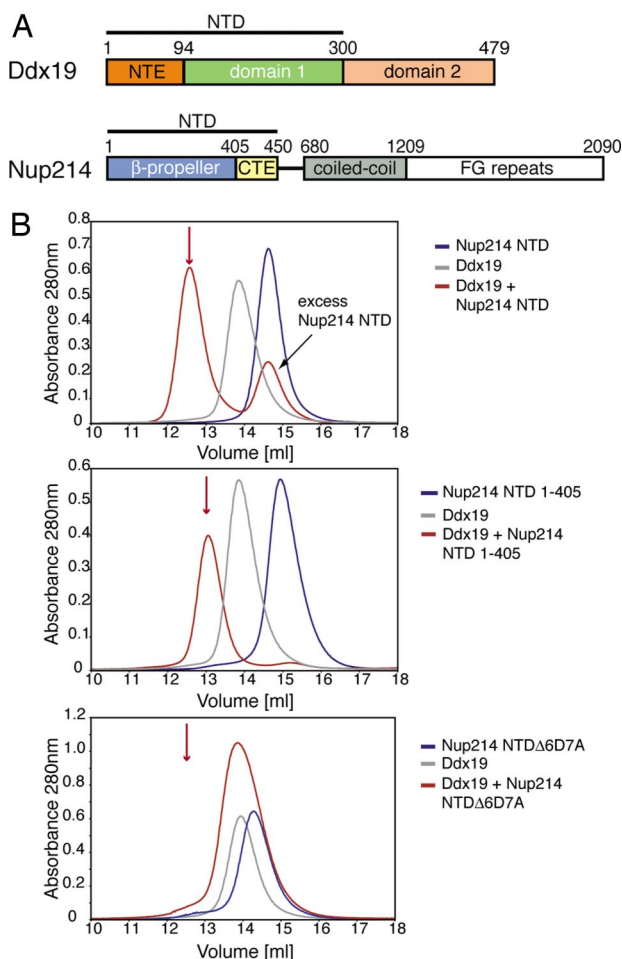 A
NTD
1 94 300 479
Ddx19 NTE domain 1 domain 2
NTD
1 405 450 680 1209 2090
Nup214 β-propeller CTE coiled-coil FG repeats
B
0.8
0.7
0.6
0.5
0.4
0.3
0.2
0.1
0
Absorbance 280nm
excess
Nup214 NTD
10 11 12 13 14 15 16 17 18
Volume [ml]
Nup214 NTD
Ddx19
Ddx19 +
Nup214 NTD
0.6
0.5
0.4
0.3
0.2
0.1
0
Absorbance 280nm
10 11 12 13 14 15 16 17 18
Volume [ml]
Nup214 NTD 1-405
Ddx19
Ddx19 + Nup214
NTD 1-405
1.2
1.0
0.8
0.6
0.4
0.2
0
Absorbance 280nm
10 11 12 13 14 15 16 17 18
Volume [ml]
Nup214 NTDΔ6D7A
Ddx19
Ddx19 + Nup214
NTDΔ6D7A